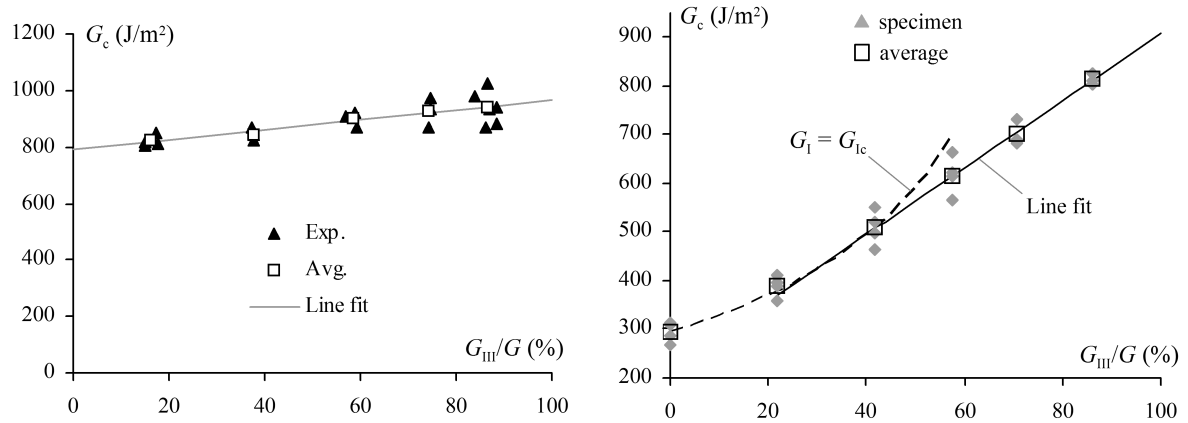 1200
G_c (J/m²)
1000
800
600
400
200
0
Exp.
Avg.
Line fit
G_III/G (%)
0 20 40 60 80 100
G_c (J/m²)
900
800
700
600
500
400
300
200
specimen
average
G_I = G_Ic
Line fit
G_III/G (%)
0 20 40 60 80 100